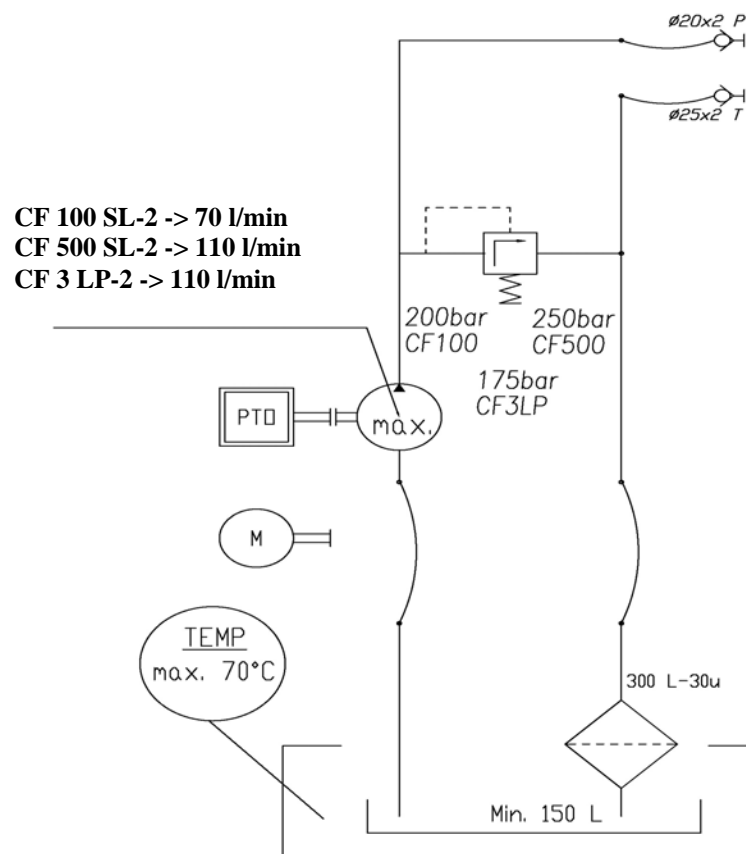 ø20x2 P
ø25x2 T
CF 100 SL-2 -> 70 l/min
CF 500 SL-2 -> 110 l/min
CF 3 LP-2 -> 110 l/min
200bar
CF100
250bar
CF500
175bar
CF3LP
PTO
max.
M
TEMP
max. 70°C
300 L-30u
Min. 150 L